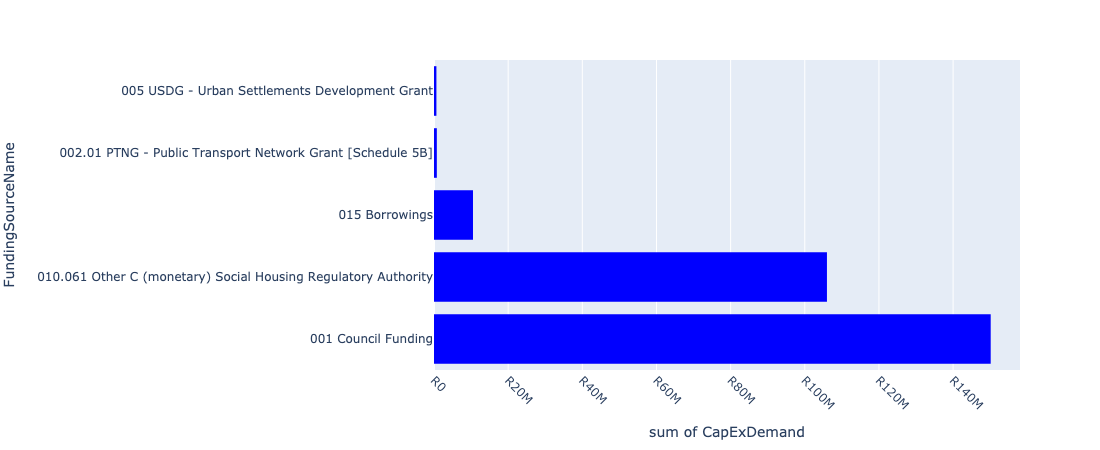 FundingSourceName
005 USDG - Urban Settlements Development Grant
002.01 PTNG - Public Transport Network Grant [Schedule 5B]
015 Borrowings
010.061 Other C (monetary) Social Housing Regulatory Authority
001 Council Funding
R0
R20M
R40M
R60M
R80M
R100M
R120M
R140M
sum of CapExDemand